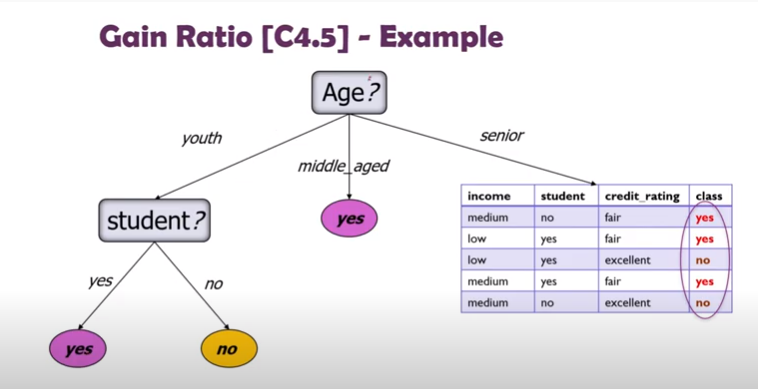 Gain Ratio [C4.5] - Example
Age?
youth
middle_aged
senior
student?
yes
income student credit_rating class
medium no fair yes
low yes fair yes
low yes excellent no
medium yes fair yes
medium no excellent no
yes
no
yes
no